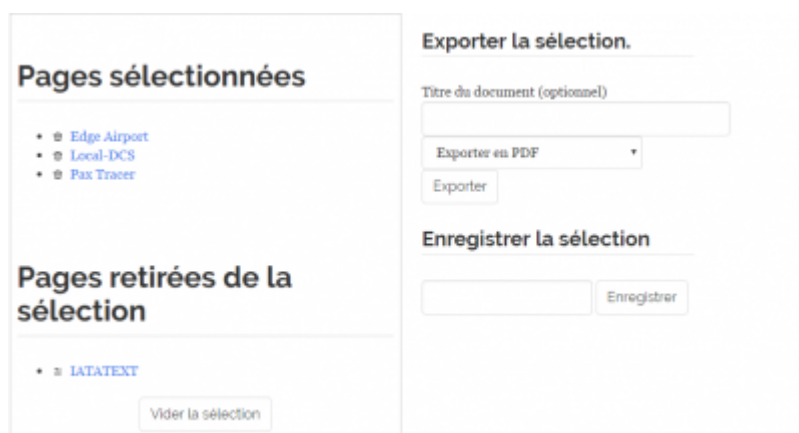 Pages sélectionnées
Edge Airport
Local-DCS
Pax Tracer
Pages retirées de la
sélection
IATATEXT
Vider la sélection
Exporter la sélection.
Titre du document (optionnel)
Exporter en PDF
Exporter
Enregistrer la sélection
Enregistrer